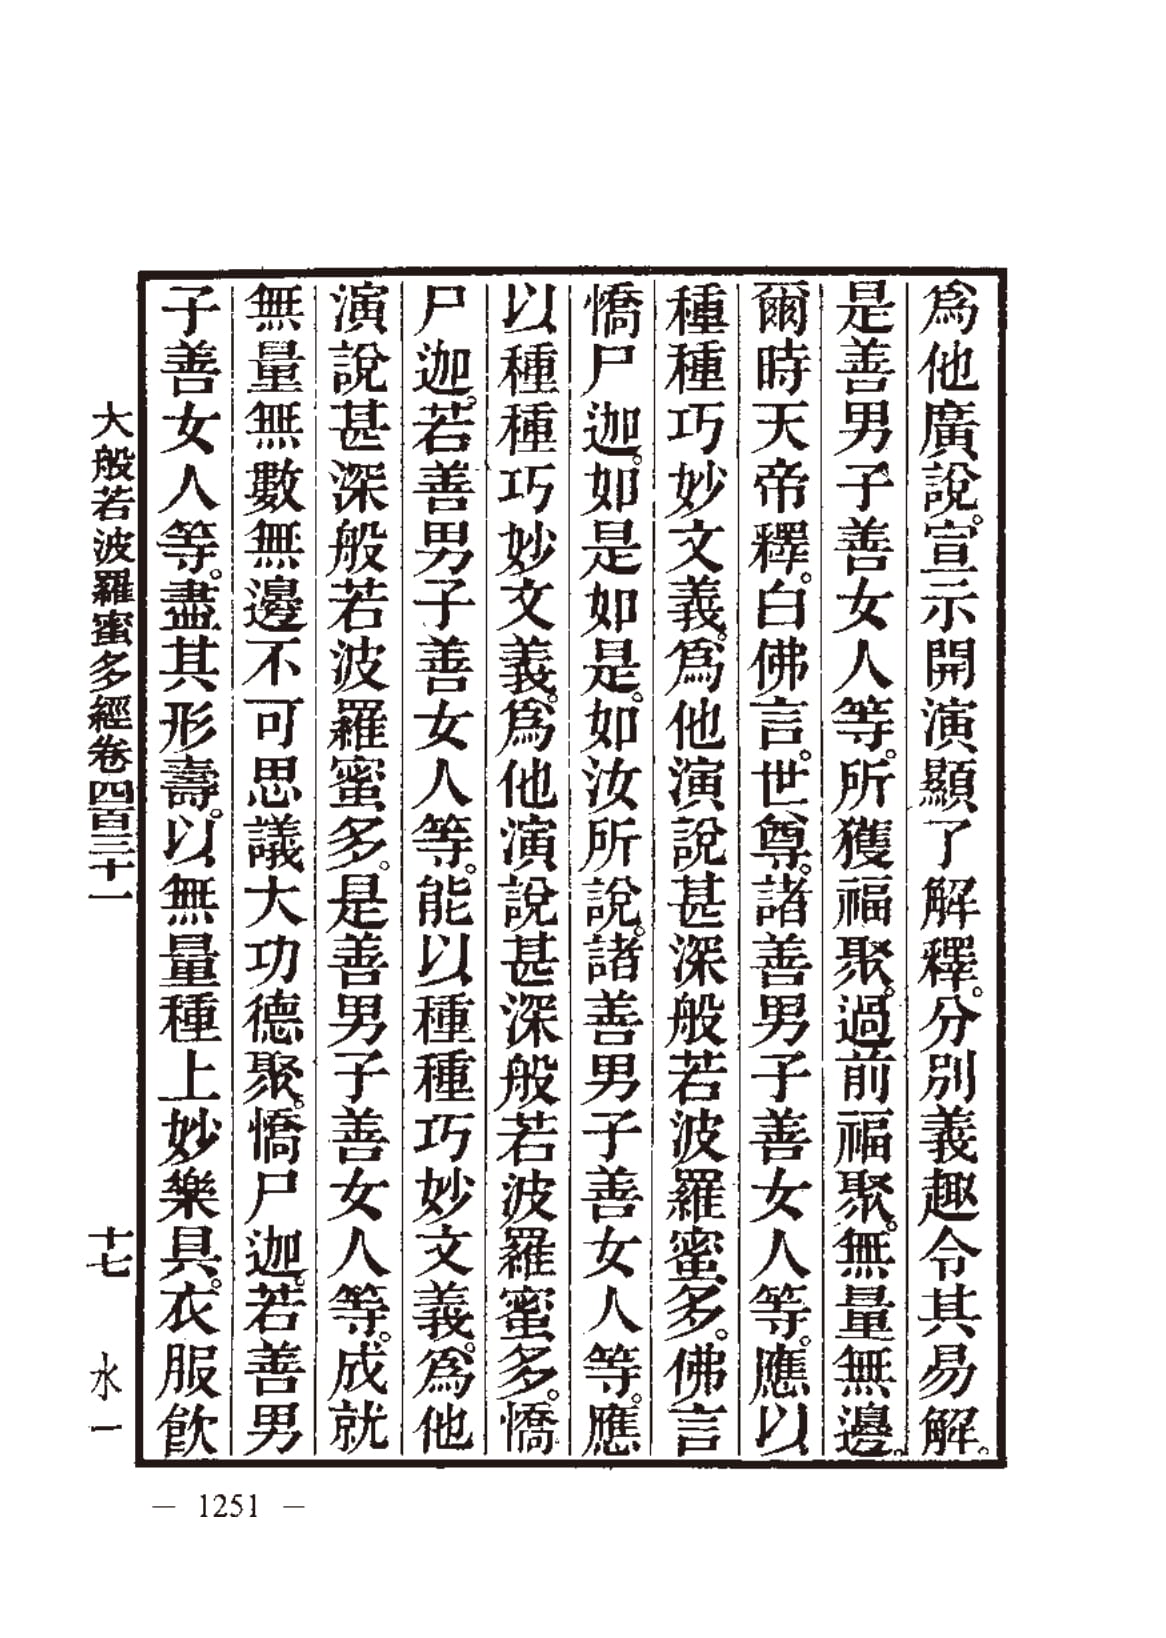 爲他廣說。宣示開演顯了解釋。分別義趣令其易解。
是善男子善女人等。所獲福聚。過前福聚。無量無邊。
爾時天帝釋。白佛言。世尊。諸善男子善女人等。應以
種種巧妙文義。爲他演說甚深般若波羅蜜多。佛言
憍尸迦。如是如是。如汝所說。諸善男子善女人等。應
以種種巧妙文義。爲他演說甚深般若波羅蜜多。憍
尸迦。若善男子善女人等。能以種種巧妙文義。爲他
演說甚深般若波羅蜜多。是善男子善女人等。成就
無量無數無邊不可思議大功德聚。憍尸迦。若善男
子善女人等。盡其形壽。以無量種上妙樂具。衣服飮
大般若波羅蜜多經卷四百三十一 十七 水一
— 1251 —